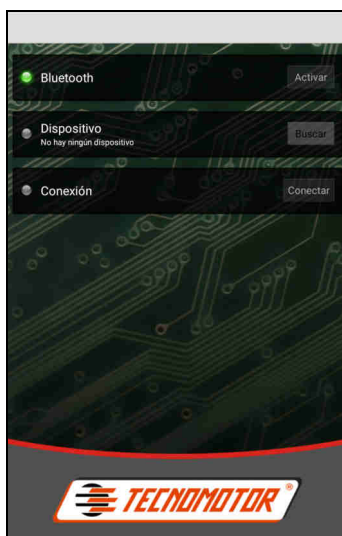 Bluetooth
Activar
Dispositivo
No hay ningún dispositivo
Buscar
Conexión
Conectar
TECNOMOTOR®